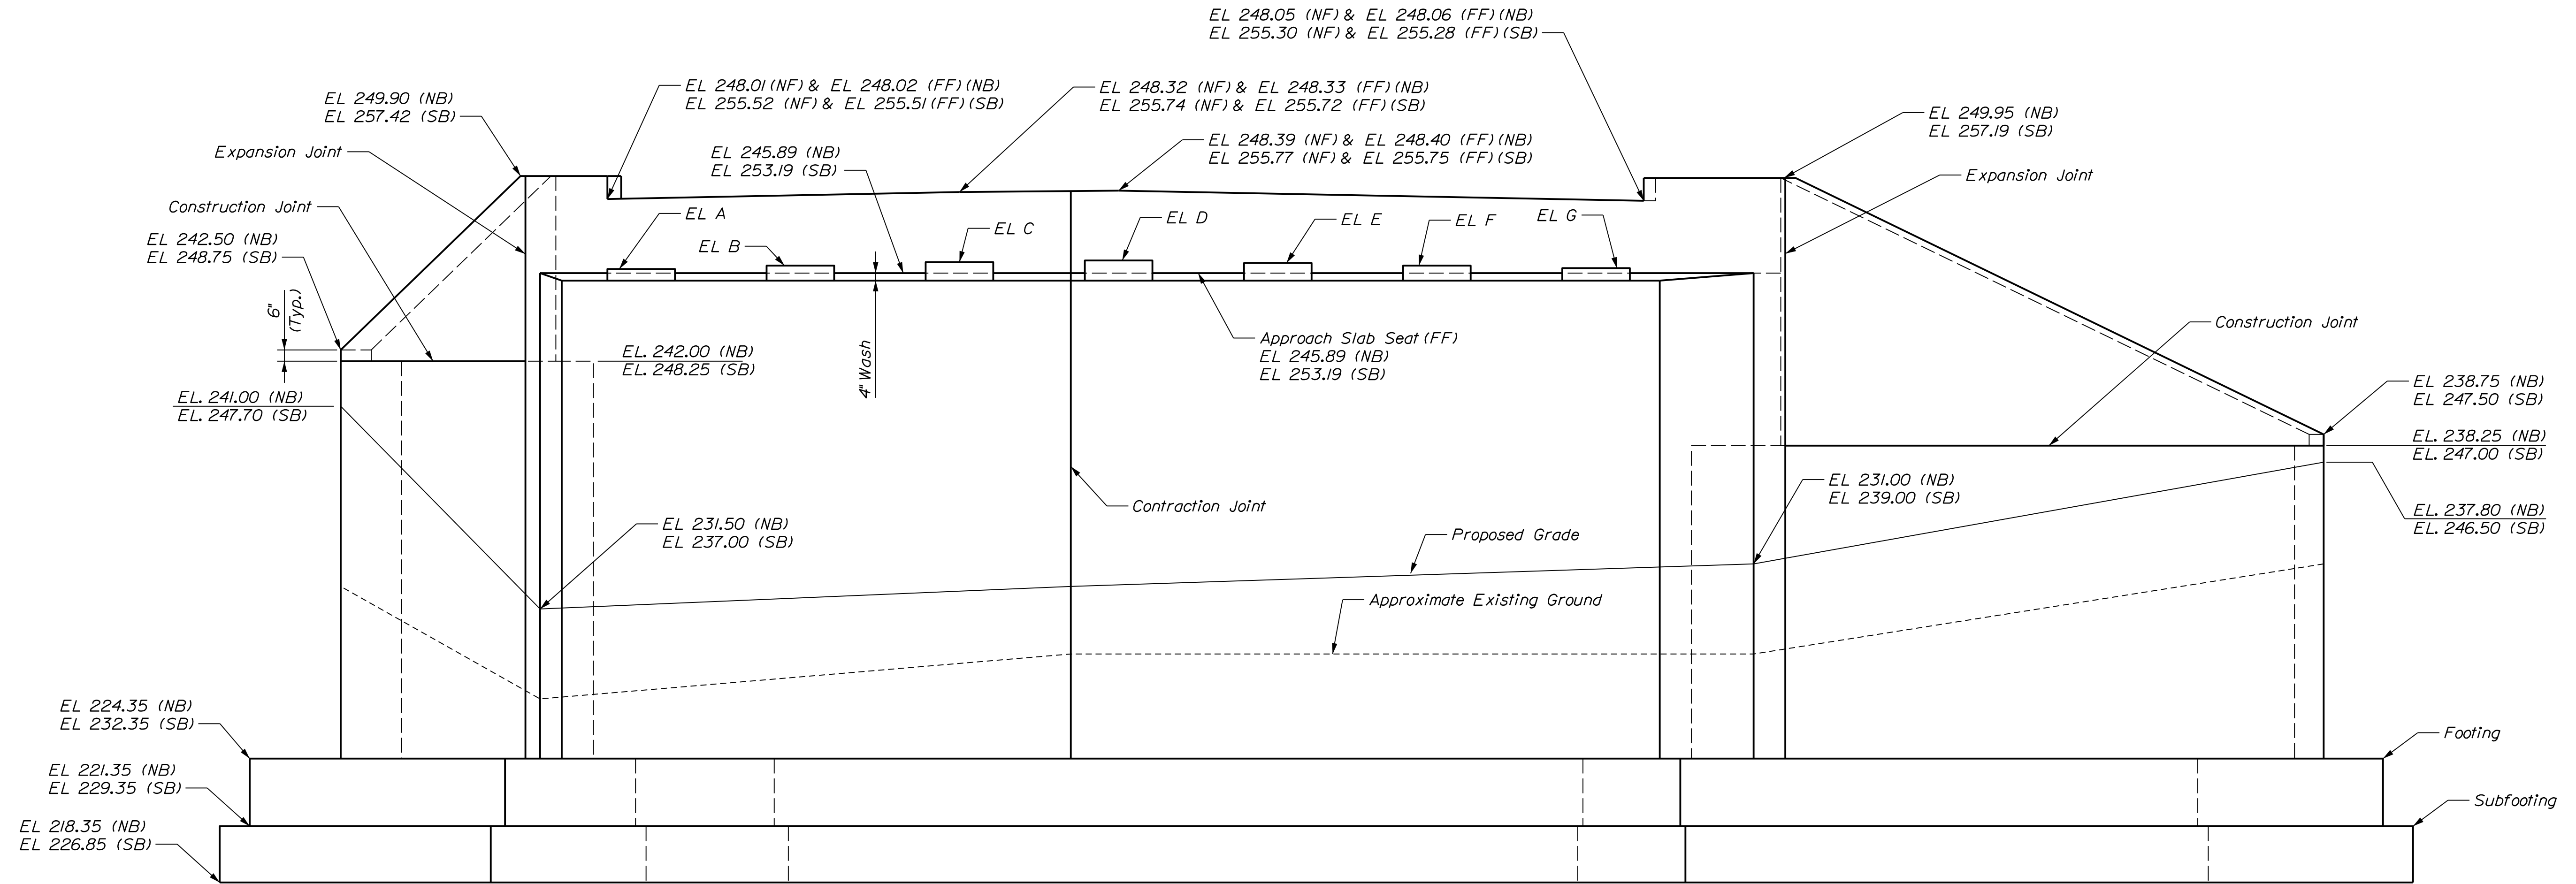 EL 248.05 (NF) & EL 248.06 (FF) (NB)
EL 255.30 (NF) & EL 255.28 (FF) (SB)
EL 248.01 (NF) & EL 248.02 (FF) (NB)
EL 255.52 (NF) & EL 255.51 (FF) (SB)
EL 248.32 (NF) & EL 248.33 (FF) (NB)
EL 255.74 (NF) & EL 255.72 (FF) (SB)
EL 249.90 (NB)
EL 257.42 (SB)
EL 249.95 (NB)
EL 257.19 (SB)
Expansion Joint
EL 245.89 (NB)
EL 253.19 (SB)
EL 248.39 (NF) & EL 248.40 (FF) (NB)
EL 255.77 (NF) & EL 255.75 (FF) (SB)
Expansion Joint
Construction Joint
EL A
EL B
EL C
EL D
EL E
EL F
EL G
EL 242.50 (NB)
EL 248.75 (SB)
6"
(Typ.)
EL. 242.00 (NB)
EL. 248.25 (SB)
4" Wash
Approach Slab Seat (FF)
EL 245.89 (NB)
EL 253.19 (SB)
Construction Joint
EL. 241.00 (NB)
EL. 247.70 (SB)
EL 238.75 (NB)
EL 247.50 (SB)
EL. 238.25 (NB)
EL. 247.00 (SB)
Contraction Joint
EL 231.00 (NB)
EL 239.00 (SB)
EL. 237.80 (NB)
EL. 246.50 (SB)
EL 231.50 (NB)
EL 237.00 (SB)
Proposed Grade
Approximate Existing Ground
EL 224.35 (NB)
EL 232.35 (SB)
Footing
EL 221.35 (NB)
EL 229.35 (SB)
Subfooting
EL 218.35 (NB)
EL 226.85 (SB)